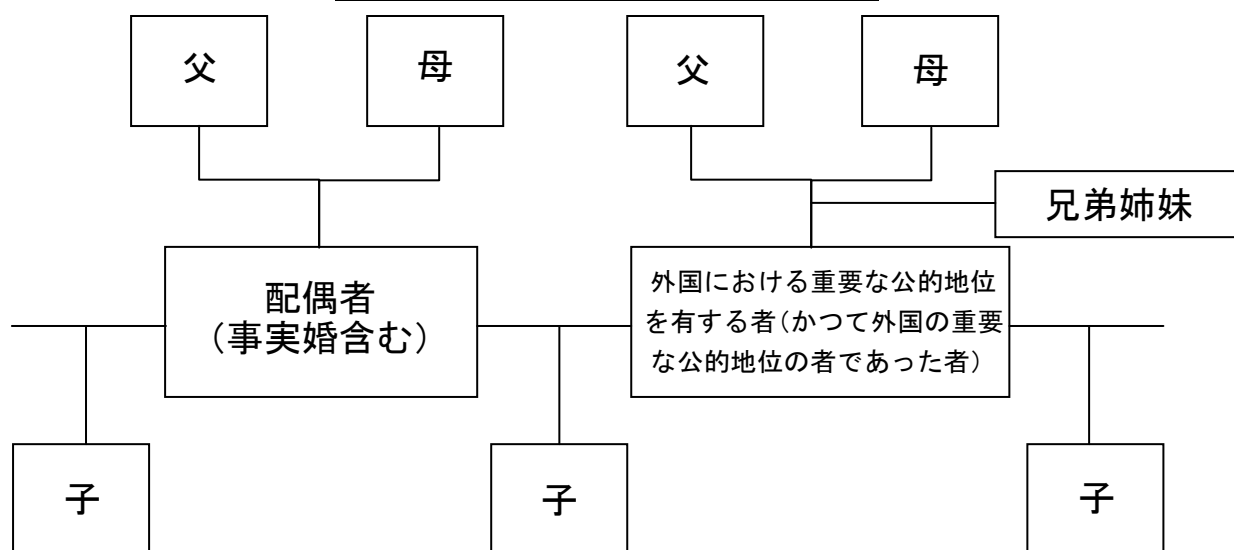 父
母
父
母
兄弟姉妹
配偶者
（事実婚含む）
外国における重要な公的地位
を有する者（かつて外国の重要
な公的地位の者であった者）
子
子
子